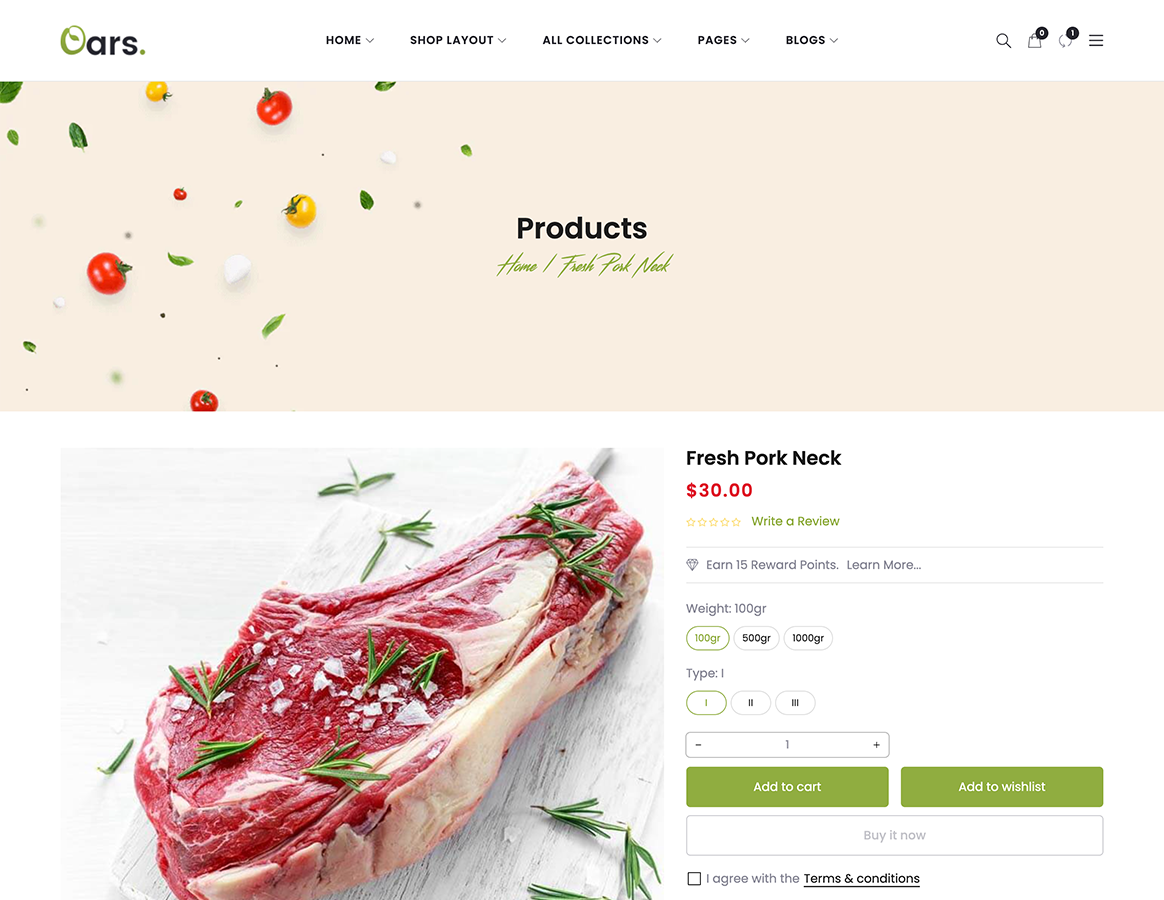 Oars.
HOME SHOP LAYOUT ALL COLLECTIONS PAGES BLOGS
0 1
Products
Home / Fresh Pork Neck
Fresh Pork Neck
$30.00
Write a Review
Earn 15 Reward Points. Learn More...
Weight: 100gr
100gr 500gr 1000gr
Type: I
I II III
− 1 +
Add to cart Add to wishlist
Buy it now
I agree with the Terms & conditions